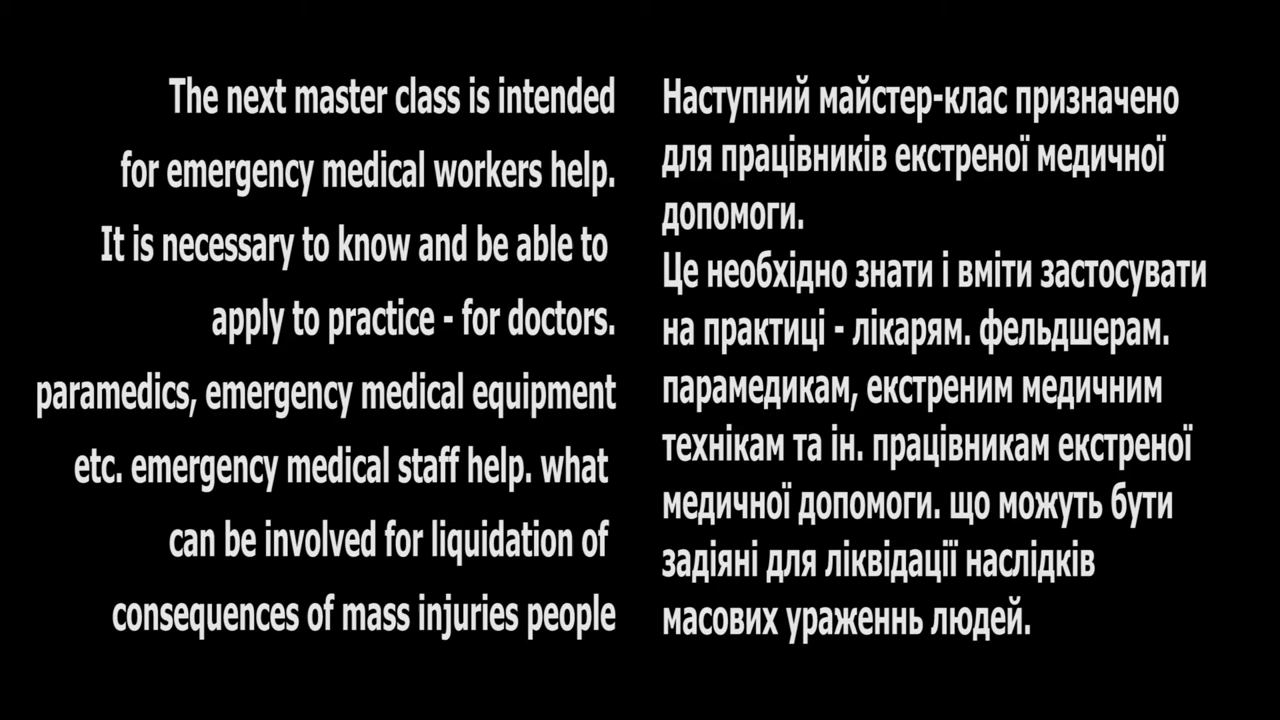 The next master class is intended
for emergency medical workers help.
It is necessary to know and be able to
apply to practice - for doctors.
paramedics, emergency medical equipment
etc. emergency medical staff help. what
can be involved for liquidation of
consequences of mass injuries people
Наступний майстер-клас призначено
для працівників екстреної медичної
допомоги.
Це необхідно знати і вміти застосувати
на практиці - лікарям. фельдшерам.
парамедикам, екстреним медичним
технікам та ін. працівникам екстреної
медичної допомоги. що можуть бути
задіяні для ліквідації наслідків
масових ураженнь людей.